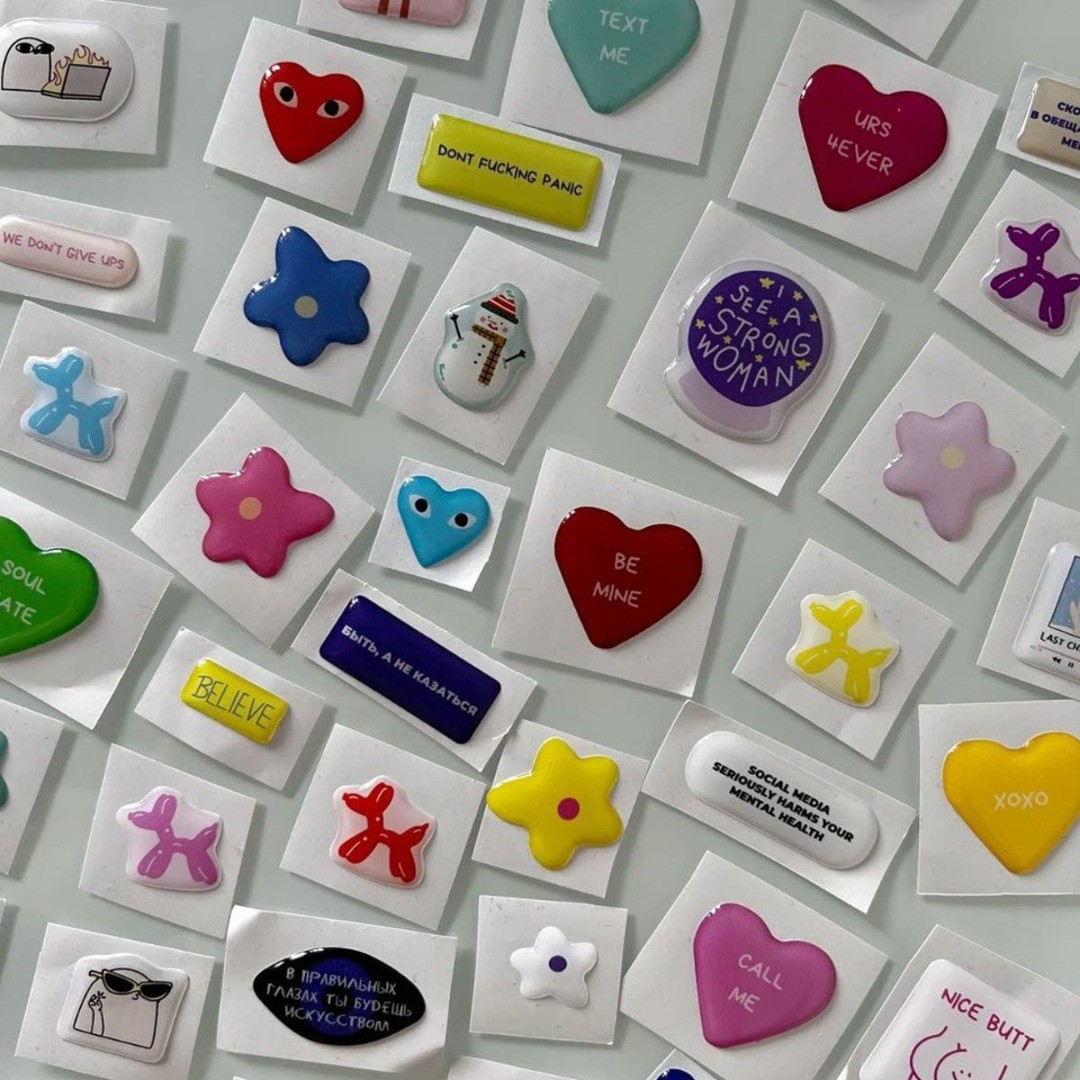 TEXT
ME
URS
4EVER
DONT FUCKING PANIC
WE DON'T GIVE UPS
I
SEE A
STRONG
WOMAN
SOUL
BE
MINE
БЫТЬ, А НЕ КАЗАТЬСЯ
BELIEVE
LAST
SOCIAL MEDIA
SERIOUSLY HARMS YOUR
MENTAL HEALTH
XOXO
В ПРАВИЛЬНЫХ
ГЛАЗАХ ТЫ БУДЕШЬ
ИСКУССТВОМ
CALL
ME
NICE BUTT